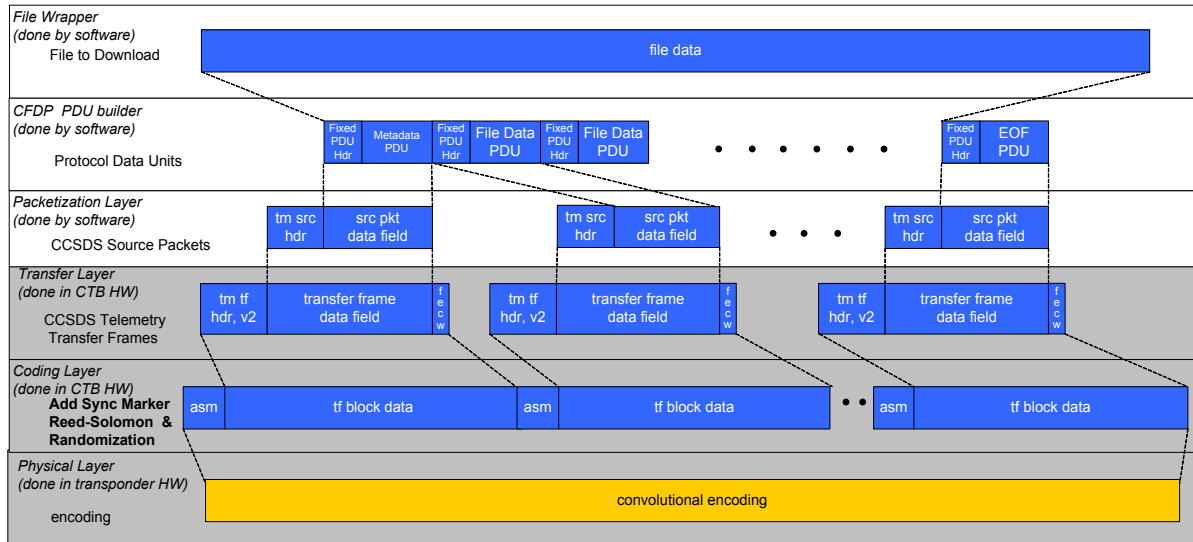 File Wrapper
(done by software)
File to Download
file data
CFDP PDU builder
(done by software)
Protocol Data Units
Fixed
PDU
Hdr
Metadata
PDU
Fixed
PDU
Hdr
File Data
PDU
Fixed
PDU
Hdr
File Data
PDU
Fixed
PDU
Hdr
EOF
PDU
Packetization Layer
(done by software)
CCSDS Source Packets
tm src
hdr
src pkt
data field
tm src
hdr
src pkt
data field
tm src
hdr
src pkt
data field
Transfer Layer
(done in CTB HW)
CCSDS Telemetry
Transfer Frames
tm tf
hdr, v2
transfer frame
data field
f
e
c
w
tm tf
hdr, v2
transfer frame
data field
f
e
c
w
tm tf
hdr, v2
transfer frame
data field
f
e
c
w
Coding Layer
(done in CTB HW)
Add Sync Marker
Reed-Solomon &
Randomization
asm
tf block data
asm
tf block data
asm
tf block data
Physical Layer
(done in transponder HW)
encoding
convolutional encoding